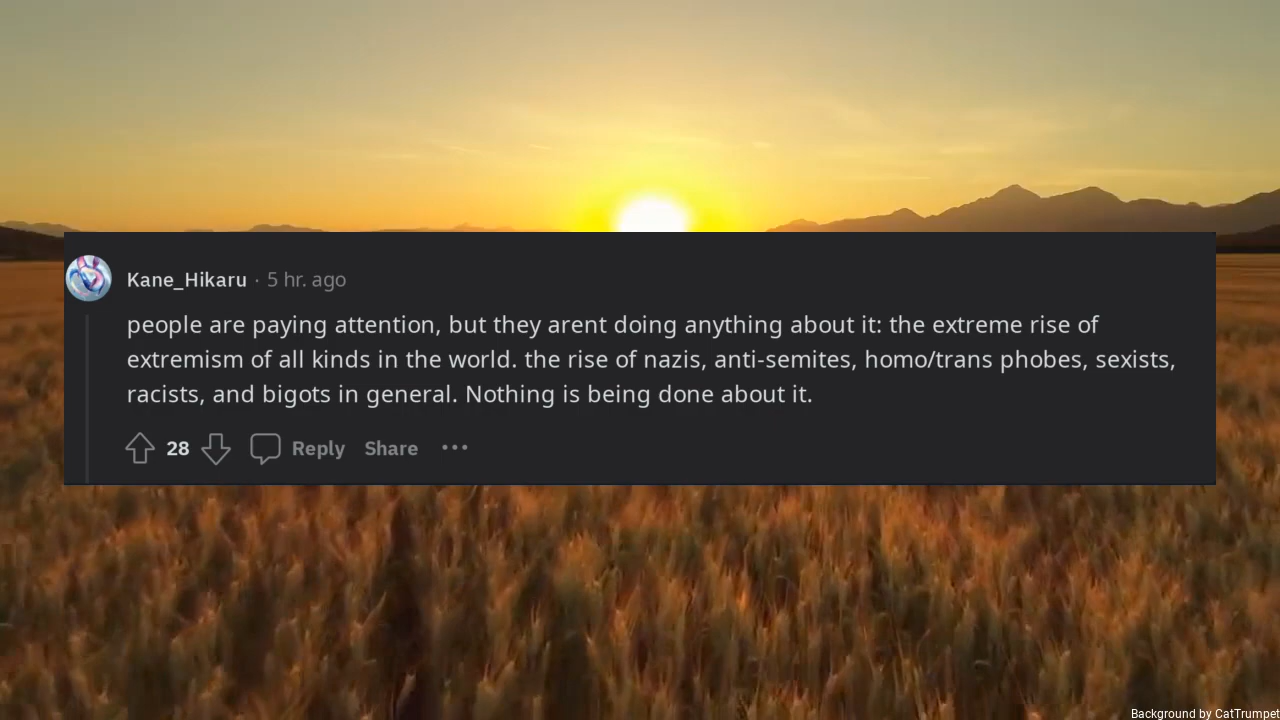 Kane_Hikaru · 5 hr. ago
people are paying attention, but they arent doing anything about it: the extreme rise of
extremism of all kinds in the world. the rise of nazis, anti-semites, homo/trans phobes, sexists,
racists, and bigots in general. Nothing is being done about it.
28 Reply Share ···
Background by CatTrumpet